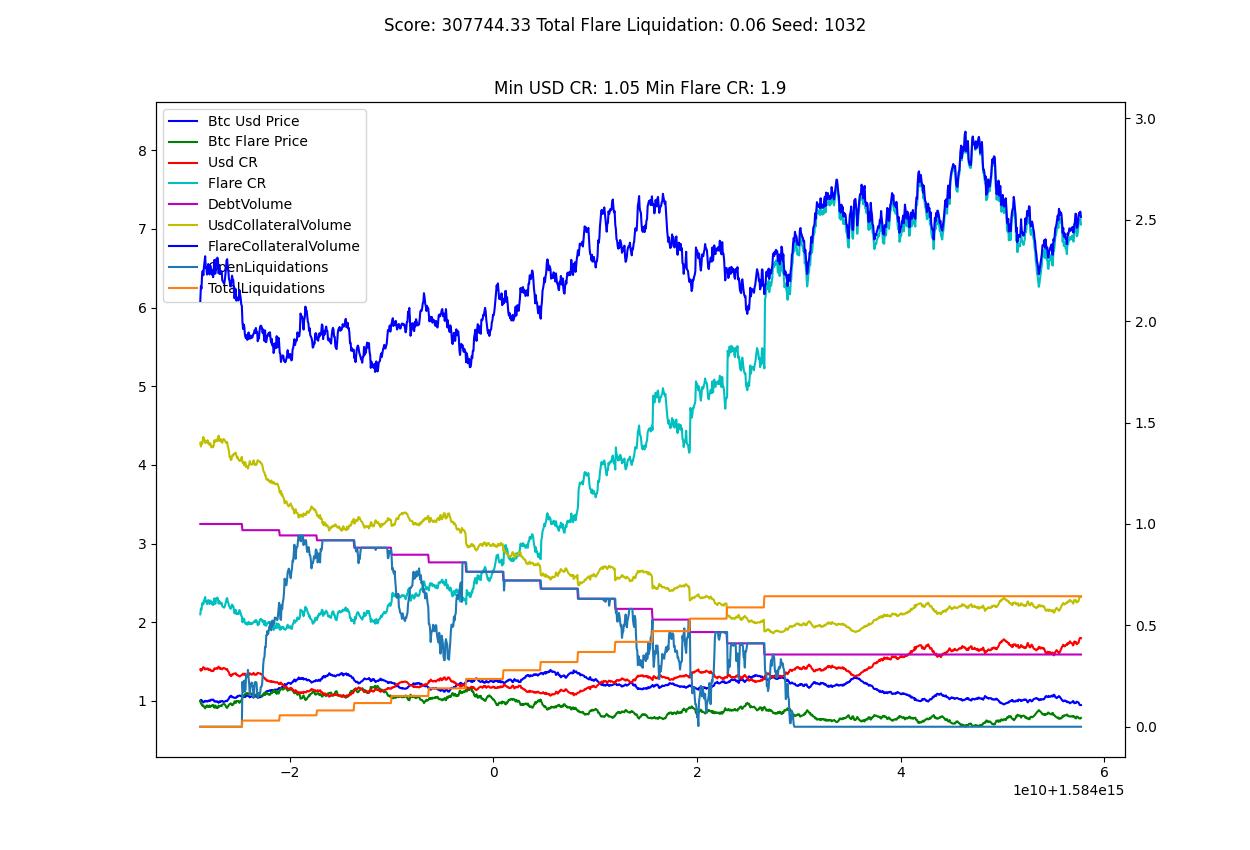 Score: 307744.33 Total Flare Liquidation: 0.06 Seed: 1032
Min USD CR: 1.05 Min Flare CR: 1.9
Btc Usd Price
Btc Flare Price
Usd CR
Flare CR
DebtVolume
UsdCollateralVolume
FlareCollateralVolume
OpenLiquidations
TotalLiquidations
8
7
6
5
4
3
2
1
3.0
2.5
2.0
1.5
1.0
0.5
0.0
−2
0
2
4
6
1e10+1.584e15